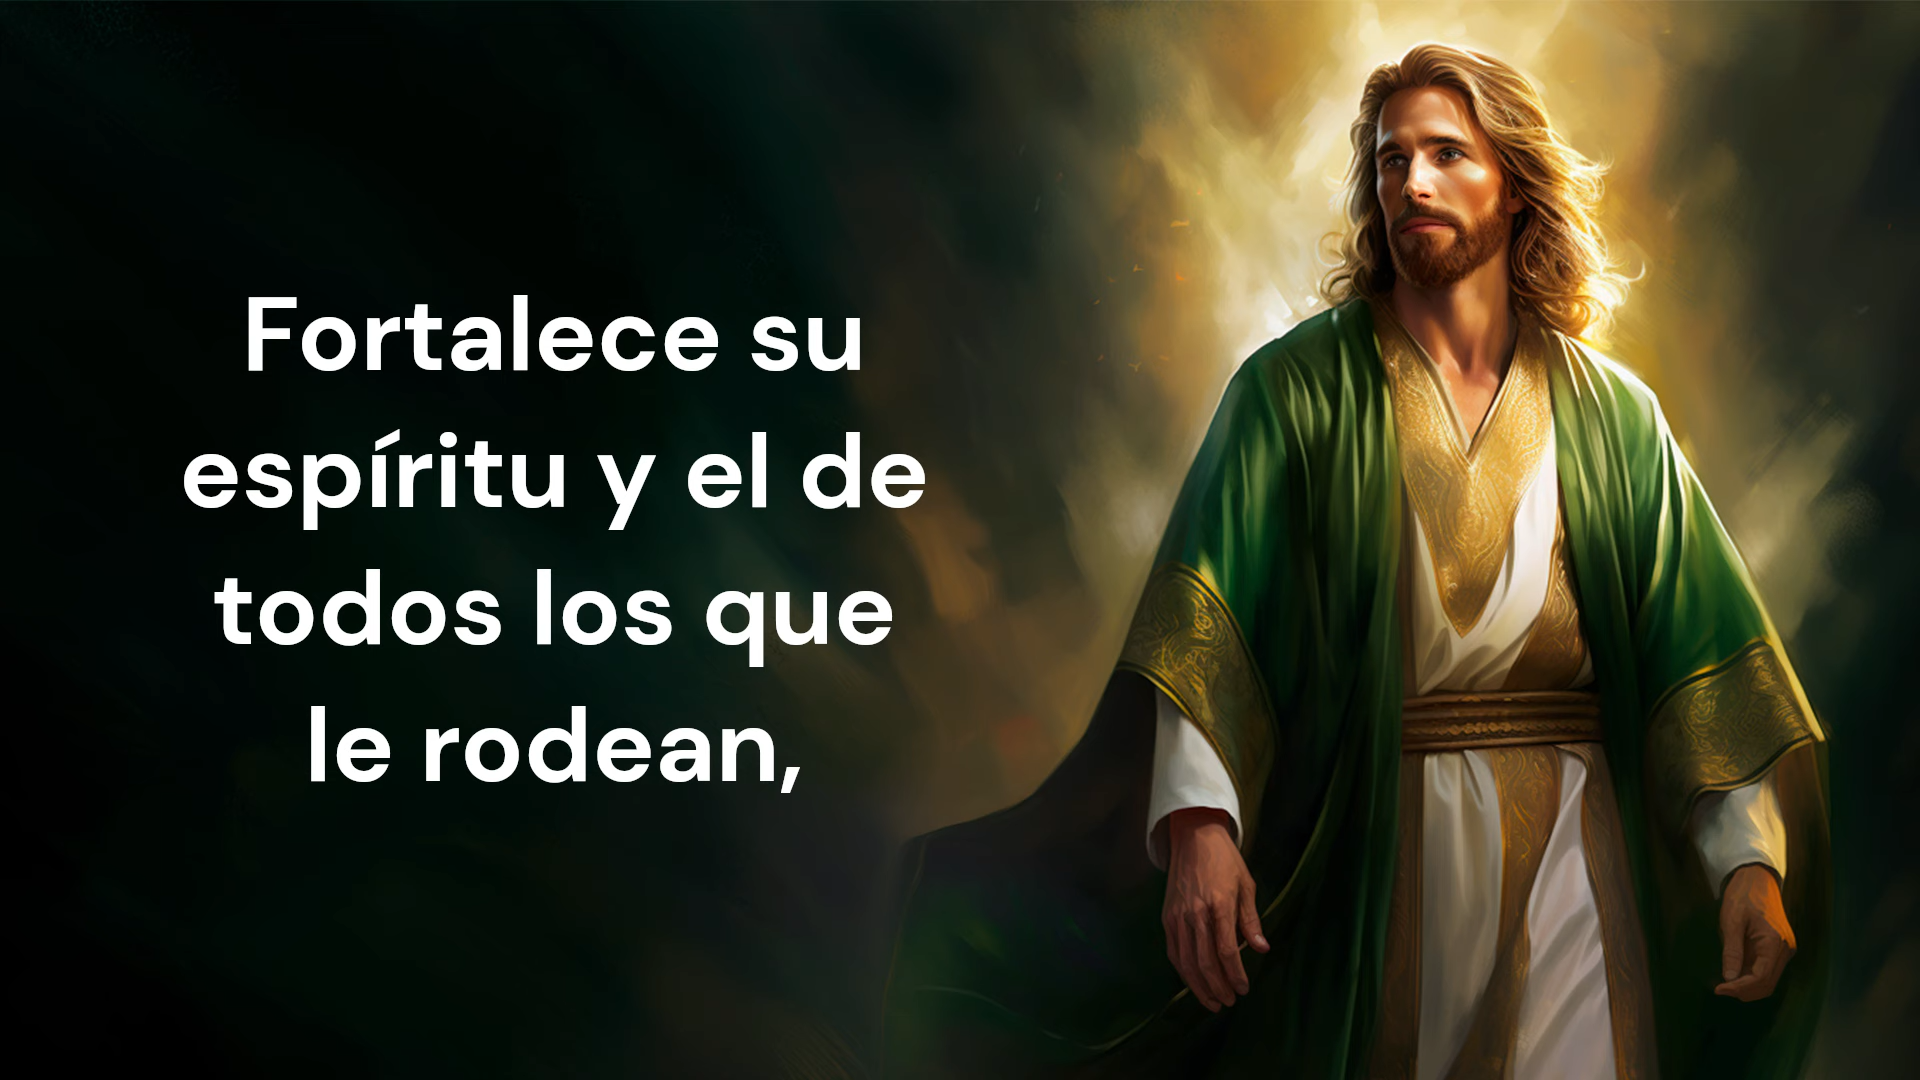 Fortalece su
espíritu y el de
todos los que
le rodean,